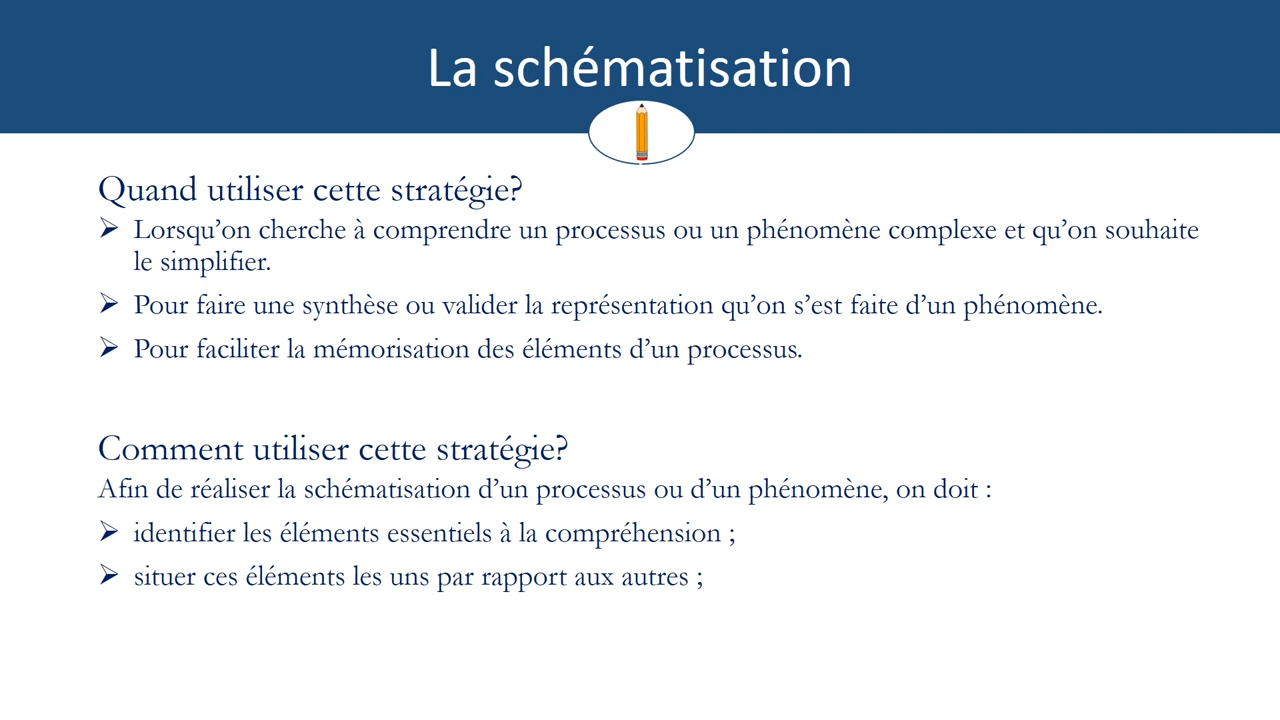 La schématisation
Quand utiliser cette stratégie?
➢ Lorsqu’on cherche à comprendre un processus ou un phénomène complexe et qu’on souhaite
le simplifier.
➢ Pour faire une synthèse ou valider la représentation qu’on s’est faite d’un phénomène.
➢ Pour faciliter la mémorisation des éléments d’un processus.
Comment utiliser cette stratégie?
Afin de réaliser la schématisation d’un processus ou d’un phénomène, on doit :
➢ identifier les éléments essentiels à la compréhension ;
➢ situer ces éléments les uns par rapport aux autres ;